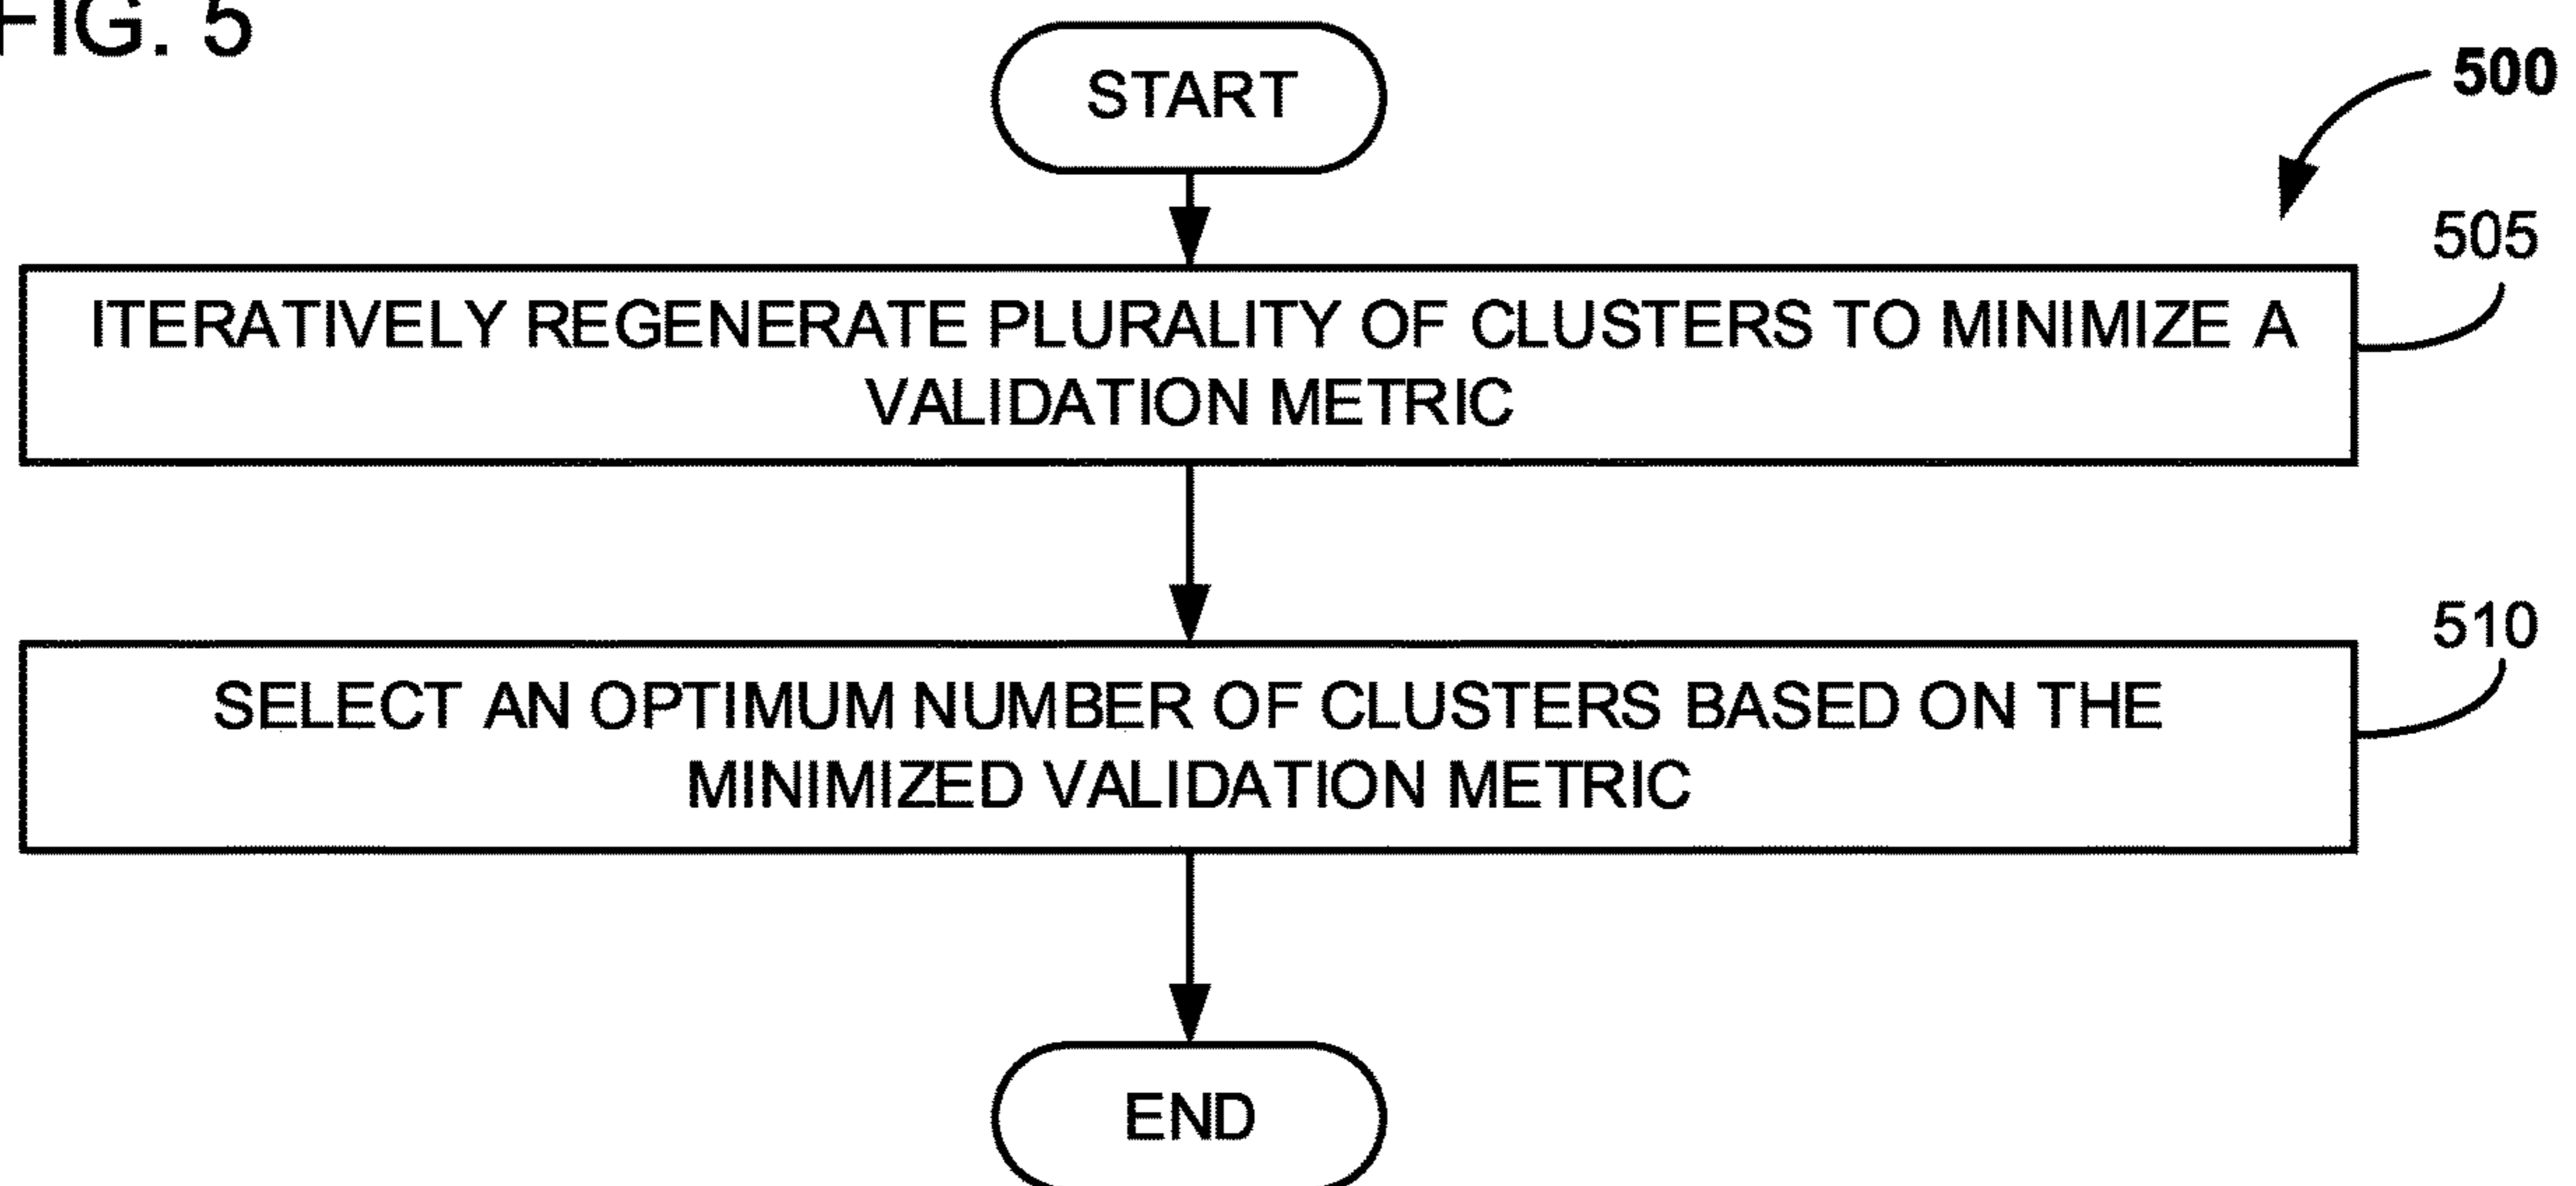 FIG. 5
START
500
505
ITERATIVELY REGENERATE PLURALITY OF CLUSTERS TO MINIMIZE A
VALIDATION METRIC
510
SELECT AN OPTIMUM NUMBER OF CLUSTERS BASED ON THE
MINIMIZED VALIDATION METRIC
END